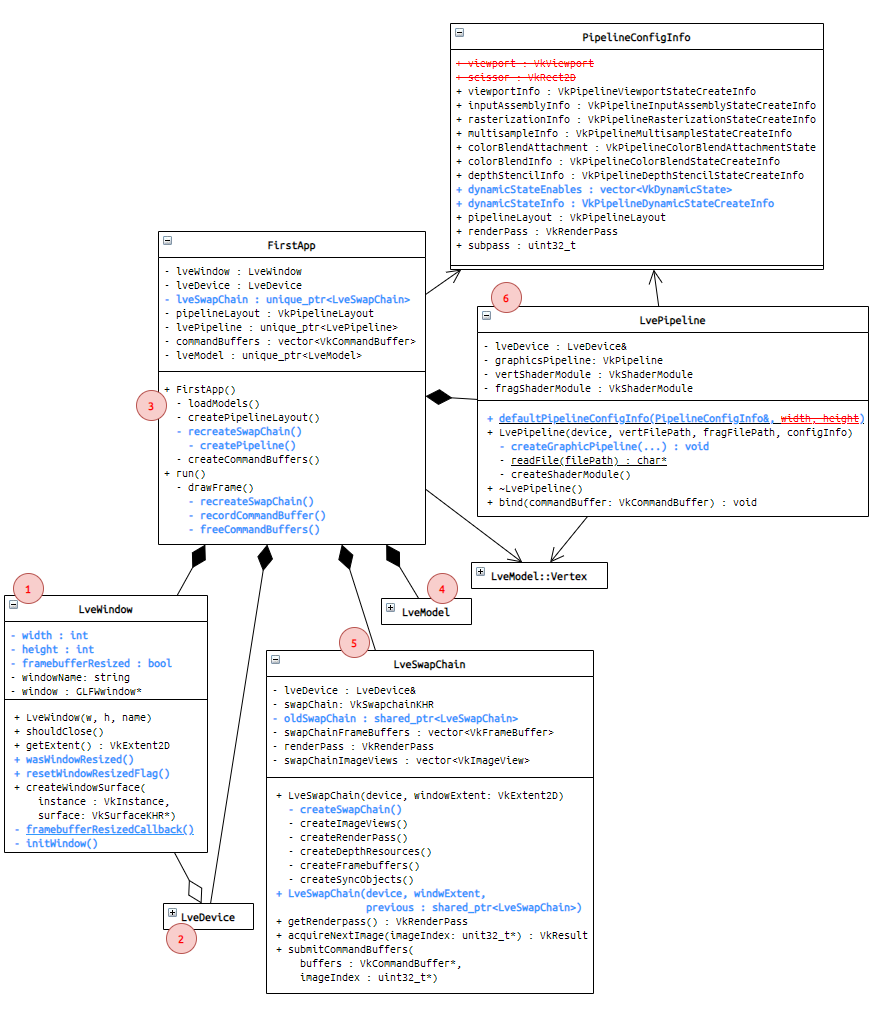 PipelineConfigInfo
+ viewport : VkViewport
+ scissor : VkRect2D
+ viewportInfo : VkPipelineViewportStateCreateInfo
+ inputAssemblyInfo : VkPipelineInputAssemblyStateCreateInfo
+ rasterizationInfo : VkPipelineRasterizationStateCreateInfo
+ multisampleInfo : VkPipelineMultisampleStateCreateInfo
+ colorBlendAttachment : VkPipelineColorBlendAttachmentState
+ colorBlendInfo : VkPipelineColorBlendStateCreateInfo
+ depthStencilInfo : VkPipelineDepthStencilStateCreateInfo
+ dynamicStateEnables : vector<VkDynamicState>
+ dynamicStateInfo : VkPipelineDynamicStateCreateInfo
+ pipelineLayout : VkPipelineLayout
+ renderPass : VkRenderPass
+ subpass : uint32_t
FirstApp
- lveWindow : LveWindow
- lveDevice : LveDevice
- lveSwapChain : unique_ptr<LveSwapChain>
- pipelineLayout : VkPipelineLayout
- lvePipeline : unique_ptr<LvePipeline>
- commandBuffers : vector<VkCommandBuffer>
- lveModel : unique_ptr<LveModel>
3
+ FirstApp()
- loadModels()
- createPipelineLayout()
- recreateSwapChain()
- createPipeline()
- createCommandBuffers()
+ run()
- drawFrame()
- recreateSwapChain()
- recordCommandBuffer()
- freeCommandBuffers()
6
LvePipeline
- lveDevice : LveDevice&
- graphicsPipeline: VkPipeline
- vertShaderModule : VkShaderModule
- fragShaderModule : VkShaderModule
+ defaultPipelineConfigInfo(PipelineConfigInfo&, width, height)
+ LvePipeline(device, vertFilePath, fragFilePath, configInfo)
- createGraphicPipeline(...) : void
- readFile(filePath) : char*
- createShaderModule()
+ ~LvePipeline()
+ bind(commandBuffer: VkCommandBuffer) : void
LveModel::Vertex
4
LveModel
1
LveWindow
- width : int
- height : int
- framebufferResized : bool
- windowName: string
- window : GLFWwindow*
+ LveWindow(w, h, name)
+ shouldClose()
+ getExtent() : VkExtent2D
+ wasWindowResized()
+ resetWindowResizedFlag()
+ createWindowSurface(
instance : VkInstance,
surface: VkSurfaceKHR*)
- framebufferResizedCallback()
- initWindow()
LveDevice
2
5
LveSwapChain
- lveDevice : LveDevice&
- swapChain: VkSwapchainKHR
- oldSwapChain : shared_ptr<LveSwapChain>
- swapChainFrameBuffers : vector<VkFrameBuffer>
- renderPass : VkRenderPass
- swapChainImageViews : vector<VkImageView>
+ LveSwapChain(device, windowExtent: VkExtent2D)
- createSwapChain()
- createImageViews()
- createRenderPass()
- createDepthResources()
- createFramebuffers()
- createSyncObjects()
+ LveSwapChain(device, windwExtent,
previous : shared_ptr<LveSwapChain>)
+ getRenderpass() : VkRenderPass
+ acquireNextImage(imageIndex: unit32_t*) : VkResult
+ submitCommandBuffers(
buffers : VkCommandBuffer*,
imageIndex : uint32_t*)